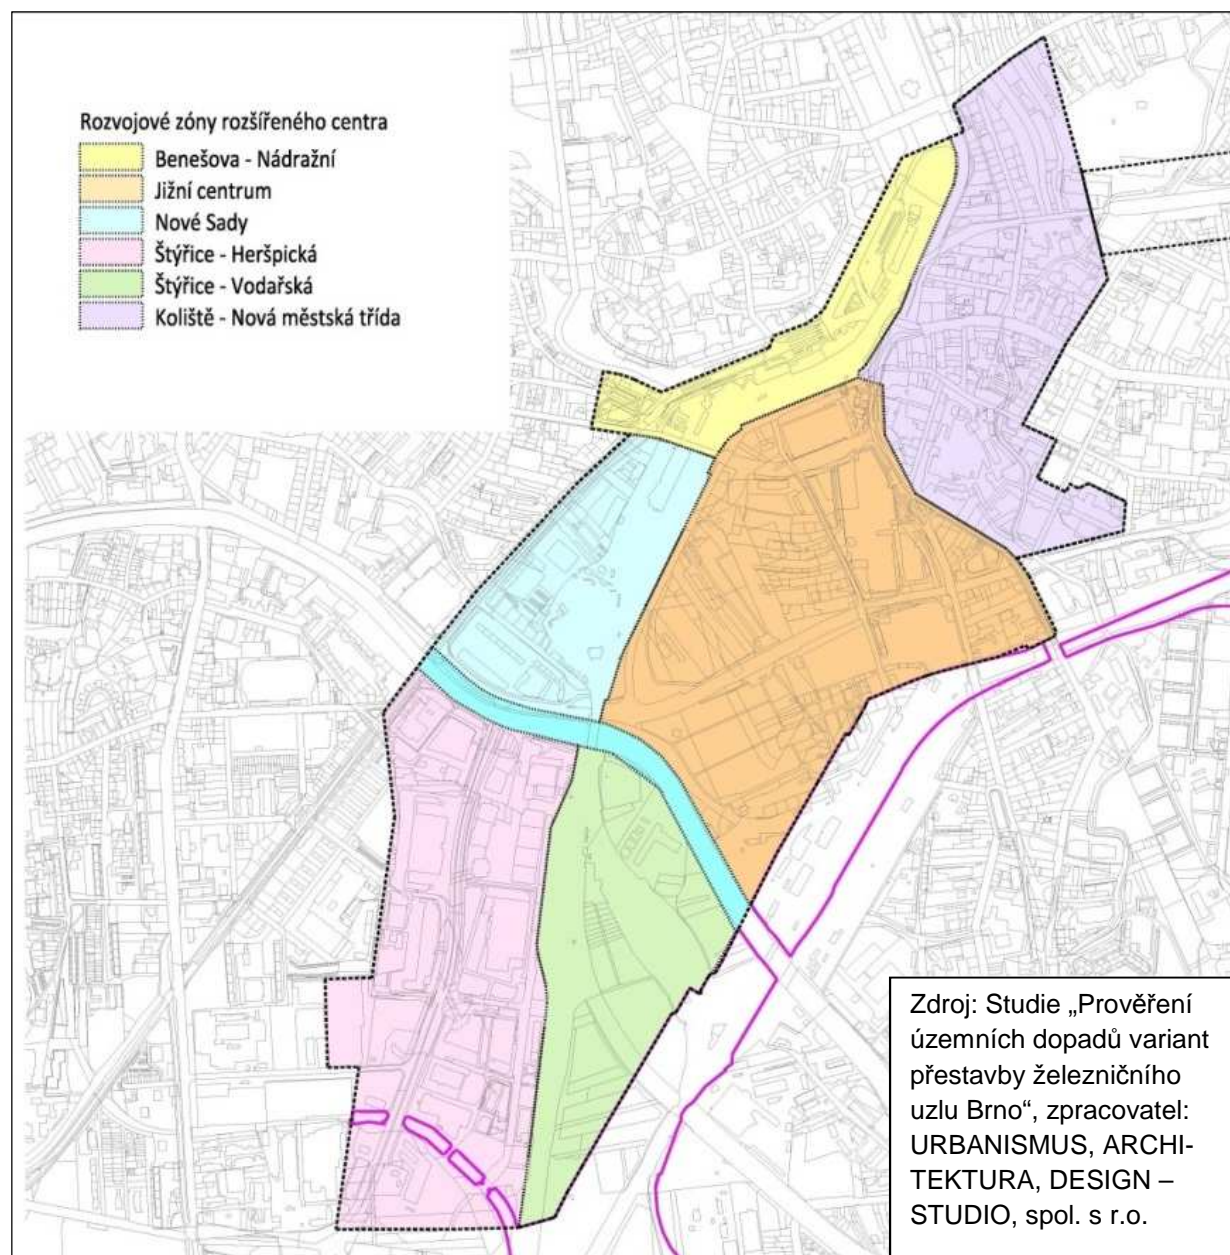 Rozvojové zóny rozšířeného centra
Benešova - Nádražní
Jižní centrum
Nové Sady
Štýřice - Heršpická
Štýřice - Vodařská
Koliště - Nová městská třída
Zdroj: Studie „Prověření
územních dopadů variant
přestavby železničního
uzlu Brno“, zpracovatel:
URBANISMUS, ARCHI-
TEKTURA, DESIGN –
STUDIO, spol. s r.o.